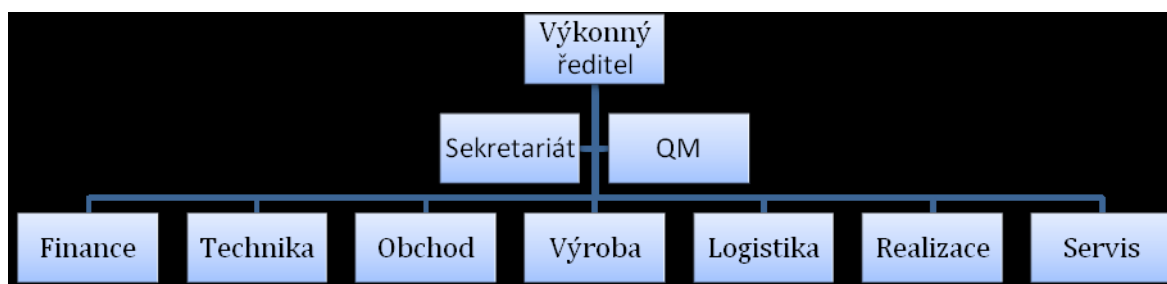 Výkonný
ředitel
Sekretariát
QM
Finance
Technika
Obchod
Výroba
Logistika
Realizace
Servis